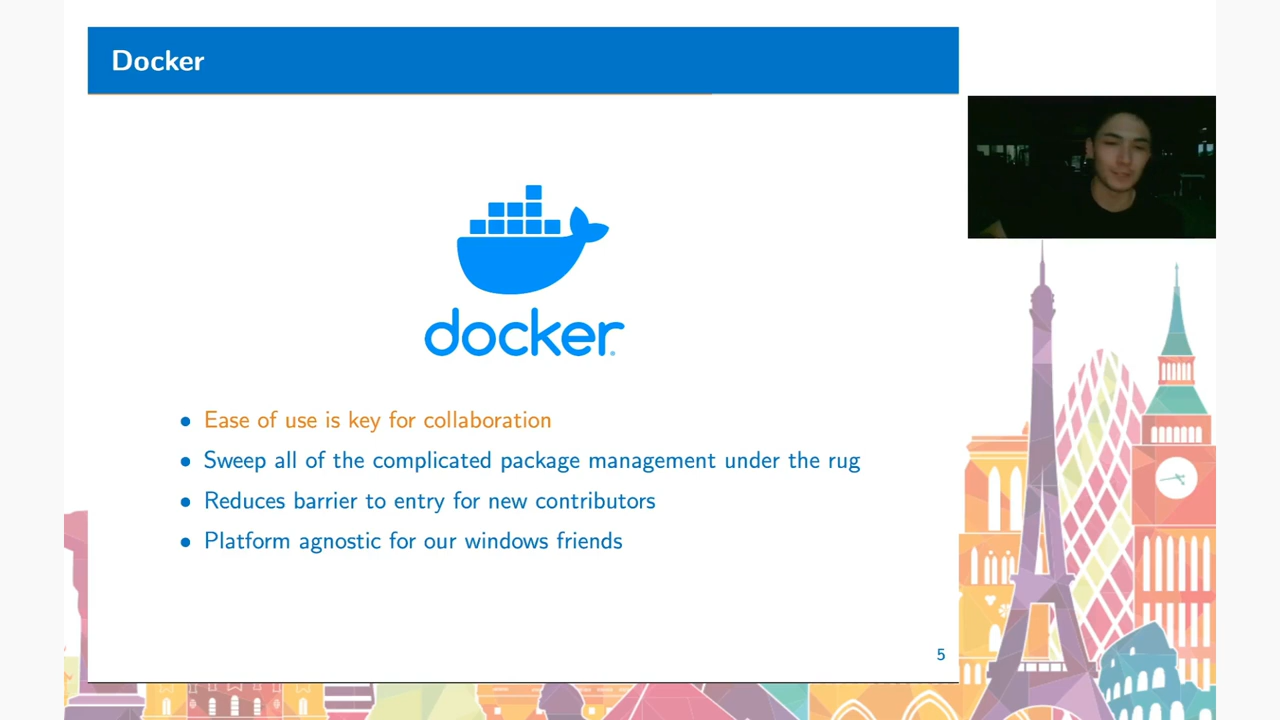 Docker
docker
Ease of use is key for collaboration
Sweep all of the complicated package management under the rug
Reduces barrier to entry for new contributors
Platform agnostic for our windows friends
5